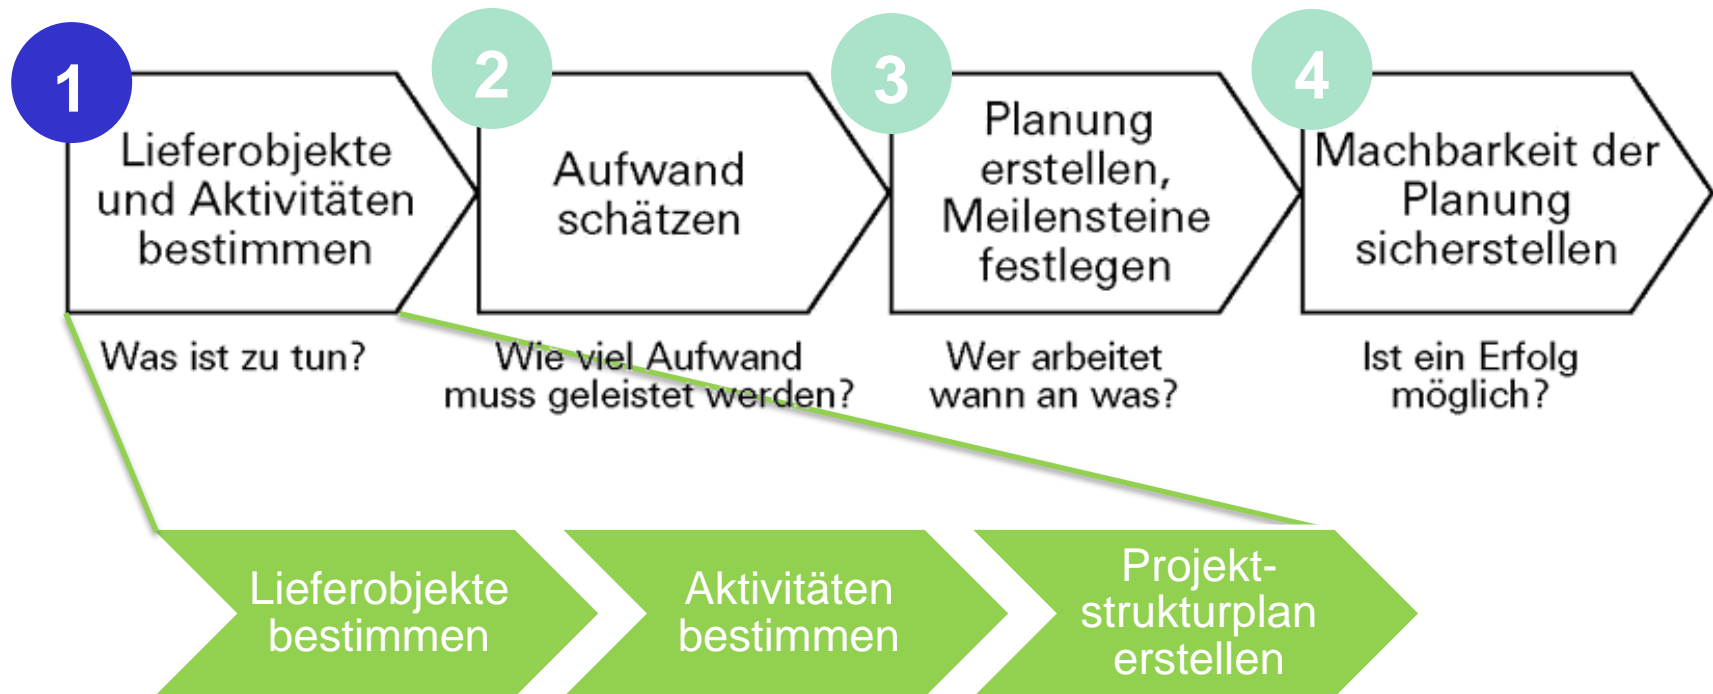 1
Lieferobjekte
und Aktivitäten
bestimmen
Was ist zu tun?
2
Aufwand
schätzen
Wie viel Aufwand
muss geleistet werden?
3
Planung
erstellen,
Meilensteine
festlegen
Wer arbeitet
wann an was?
4
Machbarkeit der
Planung
sicherstellen
Ist ein Erfolg
möglich?
Lieferobjekte
bestimmen
Aktivitäten
bestimmen
Projekt-
strukturplan
erstellen